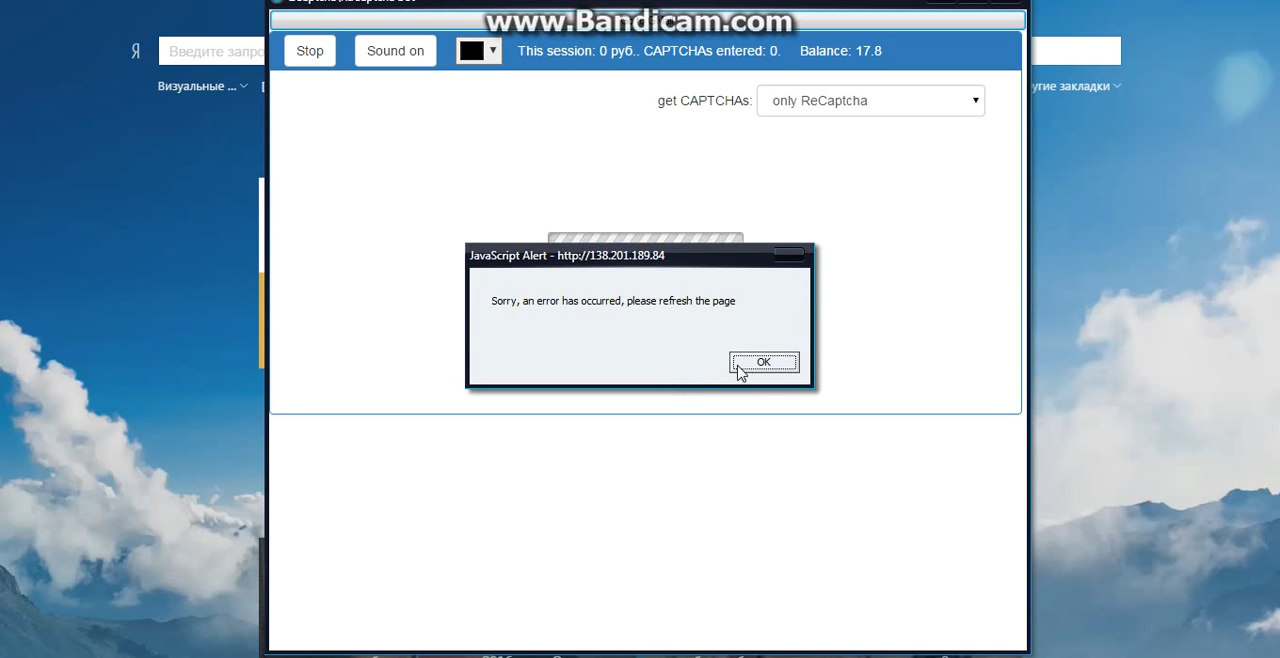 www.Bandicam.com
Я Введите запро
Stop Sound on This session: 0 руб.. CAPTCHAs entered: 0. Balance: 17.8
Визуальные ...
угие закладки
get CAPTCHAs: only ReCaptcha
JavaScript Alert - http://138.201.189.84
Sorry, an error has occurred, please refresh the page
OK